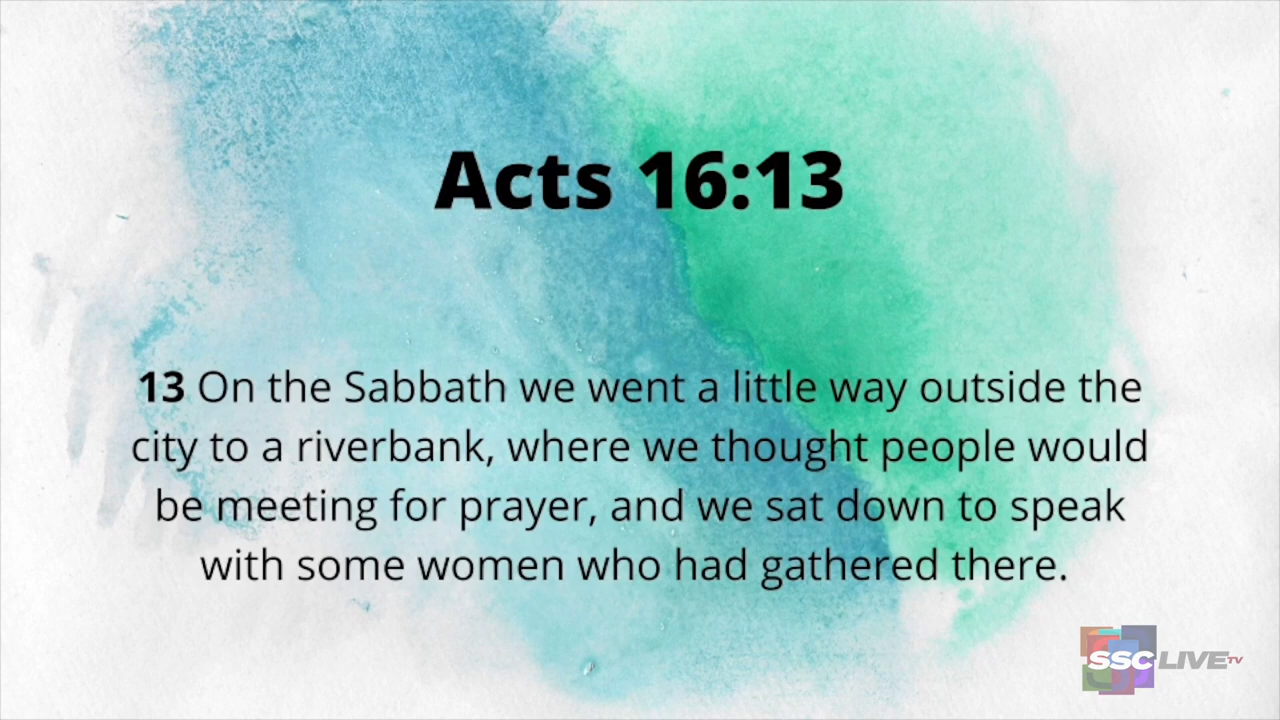 Acts 16:13
13 On the Sabbath we went a little way outside the
city to a riverbank, where we thought people would
be meeting for prayer, and we sat down to speak
with some women who had gathered there.
SSC LIVE TV